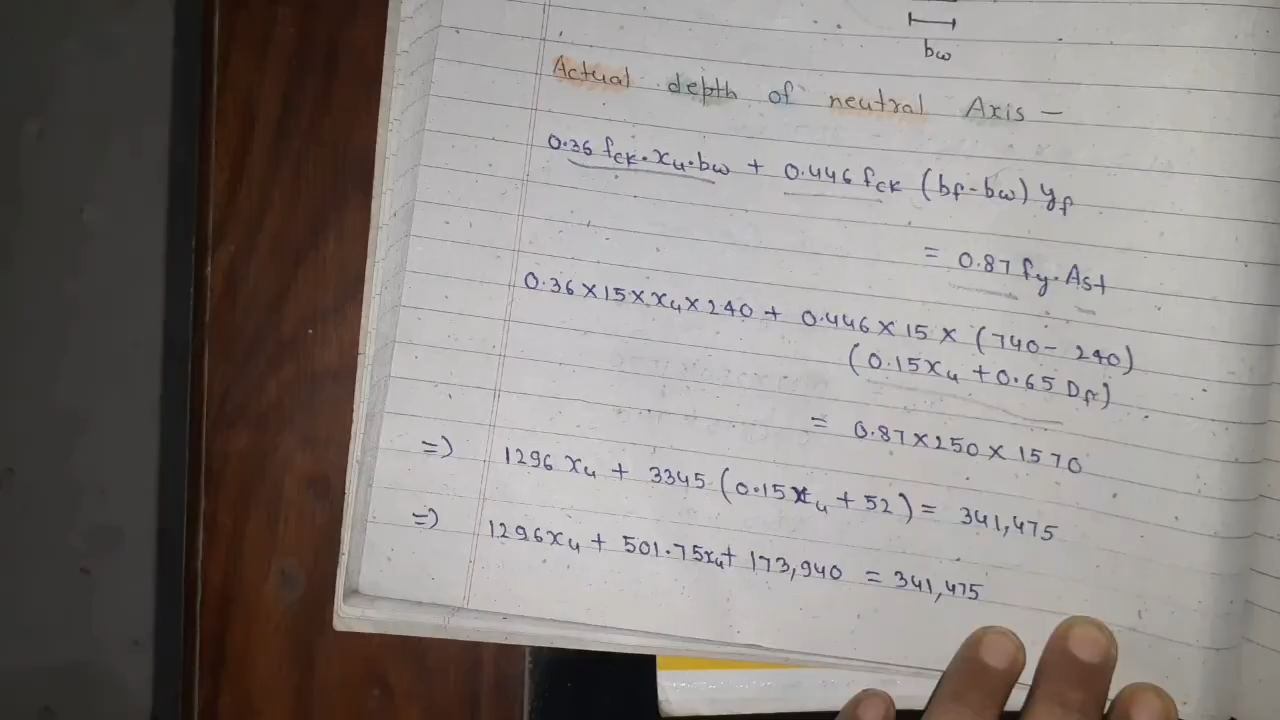 bw
Actual depth of neutral Axis -
0.36 fck.xu.bw + 0.446 fck (bf-bw) yf
= 0.87 fy.Ast
0.36×15×xu×240 + 0.446×15×(740-240)
(0.15xu+0.65Df)
= 0.87×250×1570
=) 1296 xu + 3345 (0.15xu+52) = 341,475
=) 1296xu + 501.75xu+ 173,940 = 341,475